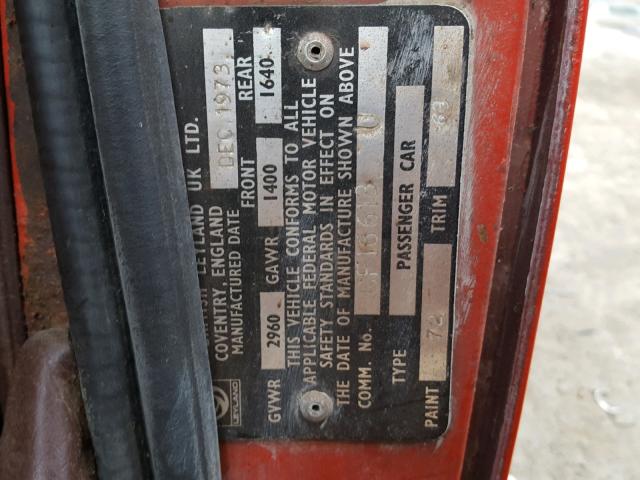 LEYLAND UK LTD.
COVENTRY, ENGLAND
MANUFACTURED DATE DEC 1973
FRONT REAR
GVWR 2960 GAWR 1400 1640
THIS VEHICLE CONFORMS TO ALL
APPLICABLE FEDERAL MOTOR VEHICLE
SAFETY STANDARDS IN EFFECT ON
THE DATE OF MANUFACTURE SHOWN ABOVE
COMM. No. U
TYPE PASSENGER CAR
PAINT 72 TRIM
LEYLAND